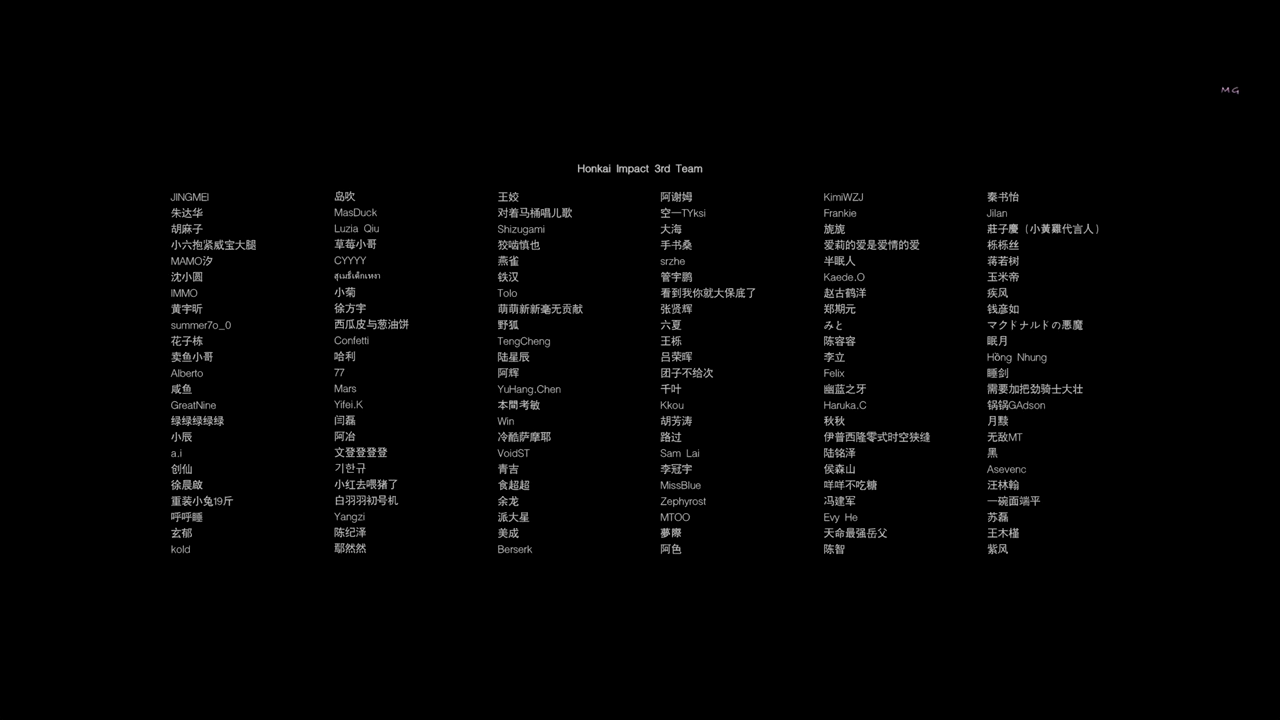 MG
Honkai Impact 3rd Team
JINGMEI 岛吹 王姣 阿谢姆 KimiWZJ 秦书怡
朱达华 MasDuck 对着马桶唱儿歌 空一TYksi Frankie Jilan
胡麻子 Luzia Qiu Shizugami 大海 旎旎 莊子慶（小黃雞代言人）
小六抱紧威宝大腿 草莓小哥 狡啮慎也 手书桑 爱莉的爱是爱情的爱 栎栎丝
MAMO汐 CYYYY 燕雀 srzhe 半眠人 蒋若树
沈小圆 สุเมธีเด็กเหงา 铁汉 管宇鹏 Kaede.O 玉米帝
IMMO 小菊 Tolo 看到我你就大保底了 赵古鹤洋 疾风
黄宇昕 徐方宇 萌萌新新毫无贡献 张贤辉 郑期元 钱彦如
summer7o_0 西瓜皮与葱油饼 野狐 六夏 みと マクドナルドの悪魔
花子栋 Confetti TengCheng 王栎 陈容容 眠月
卖鱼小哥 哈利 陆星辰 吕荣晖 李立 Hồng Nhung
Alberto 77 阿辉 团子不给次 Felix 睡剑
咸鱼 Mars YuHang.Chen 千叶 幽蓝之牙 需要加把劲骑士大壮
GreatNine Yifei.K 本間考敏 Kkou Haruka.C 锅锅GAdson
绿绿绿绿绿 闫磊 Win 胡芳涛 秋秋 月黩
小辰 阿冶 冷酷萨摩耶 路过 伊普西隆零式时空狭缝 无敌MT
a.i 文登登登登 VoidST Sam Lai 陆铭泽 黑
创仙 기한규 青吉 李冠宇 侯森山 Asevenc
徐晨啟 小红去喂猪了 食超超 MissBlue 咩咩不吃糖 汪林翰
重装小兔19斤 白羽羽初号机 余龙 Zephyrost 冯建军 一碗面端平
呼呼睡 Yangzi 派大星 MTOO Evy He 苏磊
玄郁 陈纪泽 美成 夢際 天命最强岳父 王木槿
kold 鄢然然 Berserk 阿色 陈智 紫风